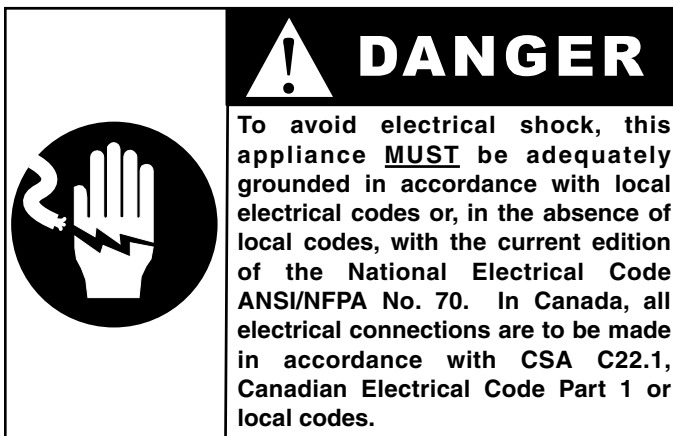 DANGER
To avoid electrical shock, this
appliance MUST be adequately
grounded in accordance with local
electrical codes or, in the absence of
local codes, with the current edition
of the National Electrical Code
ANSI/NFPA No. 70. In Canada, all
electrical connections are to be made
in accordance with CSA C22.1,
Canadian Electrical Code Part 1 or
local codes.